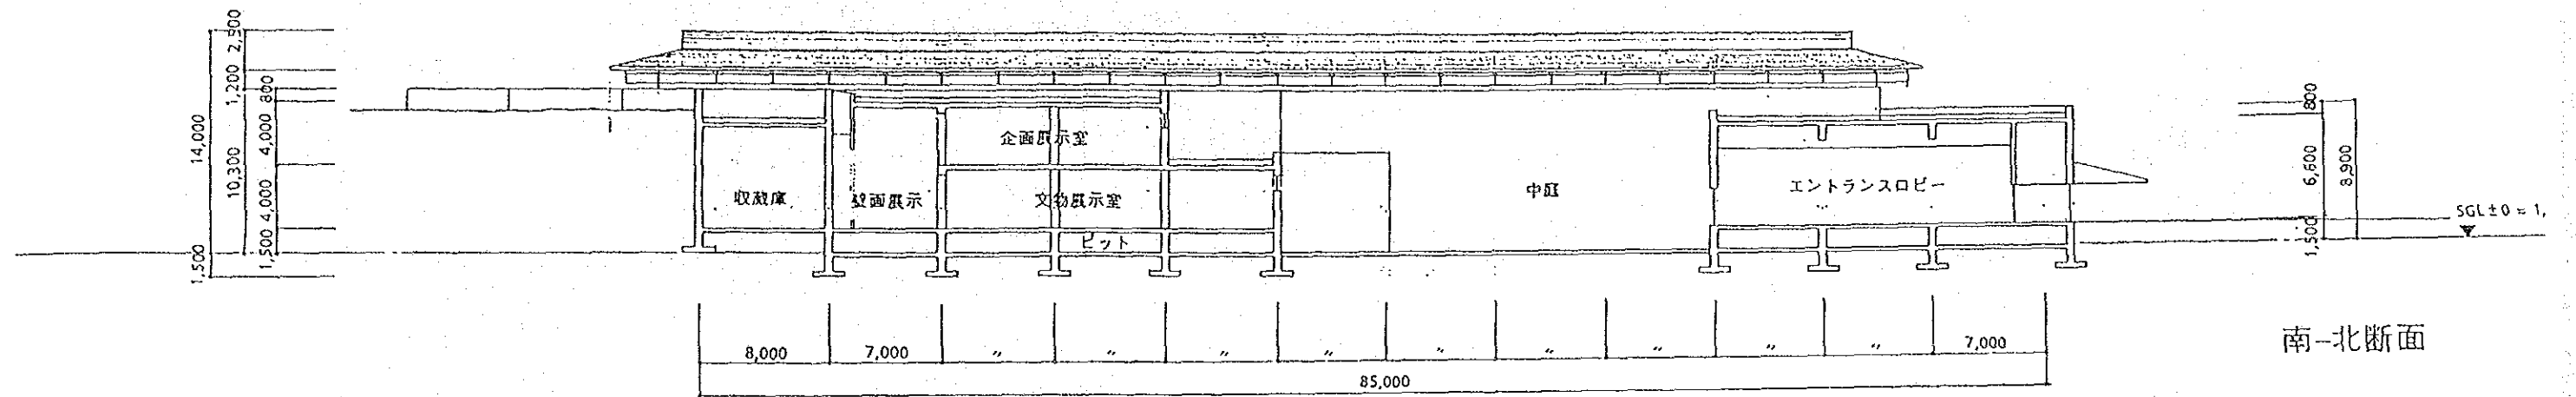 2,500
1,200
800
14,000
10,300
4,000
4,000
1,500
1,500
企画展示室
収蔵庫
壁画展示
文物展示室
ピット
中庭
エントランスロビー
800
6,600
8,900
1,500
SGL±0 = 1,
8,000
7,000
〃
〃
〃
〃
〃
〃
〃
〃
〃
7,000
85,000
南-北断面